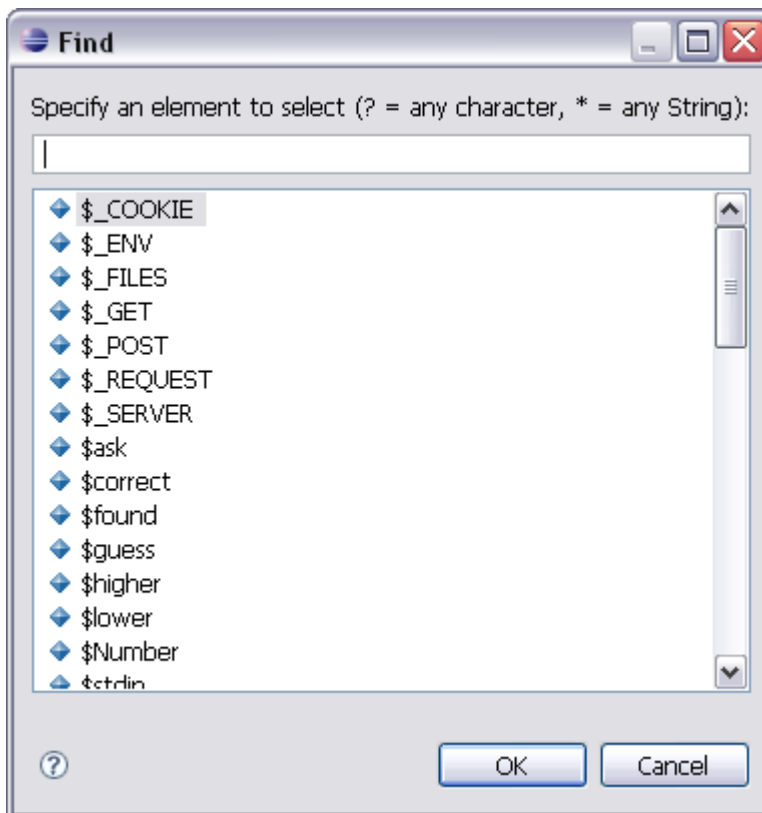 Find
Specify an element to select (? = any character, * = any String):
$_COOKIE
$_ENV
$_FILES
$_GET
$_POST
$_REQUEST
$_SERVER
$ask
$correct
$found
$guess
$higher
$lower
$Number
$stdin
OK
Cancel